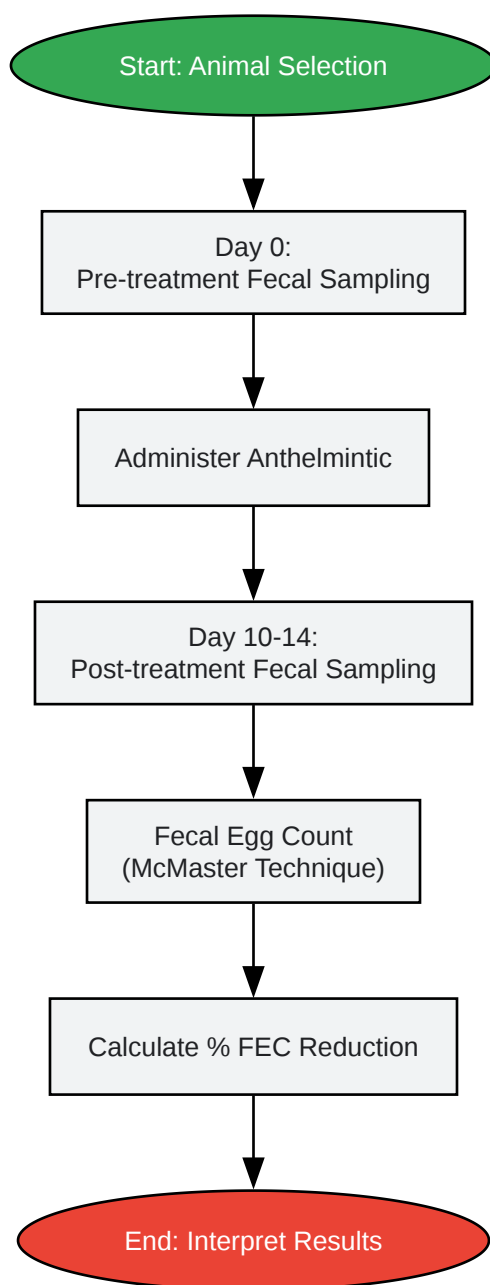 Start: Animal Selection
Day 0:
Pre-treatment Fecal Sampling
Administer Anthelmintic
Day 10-14:
Post-treatment Fecal Sampling
Fecal Egg Count
(McMaster Technique)
Calculate % FEC Reduction
End: Interpret Results